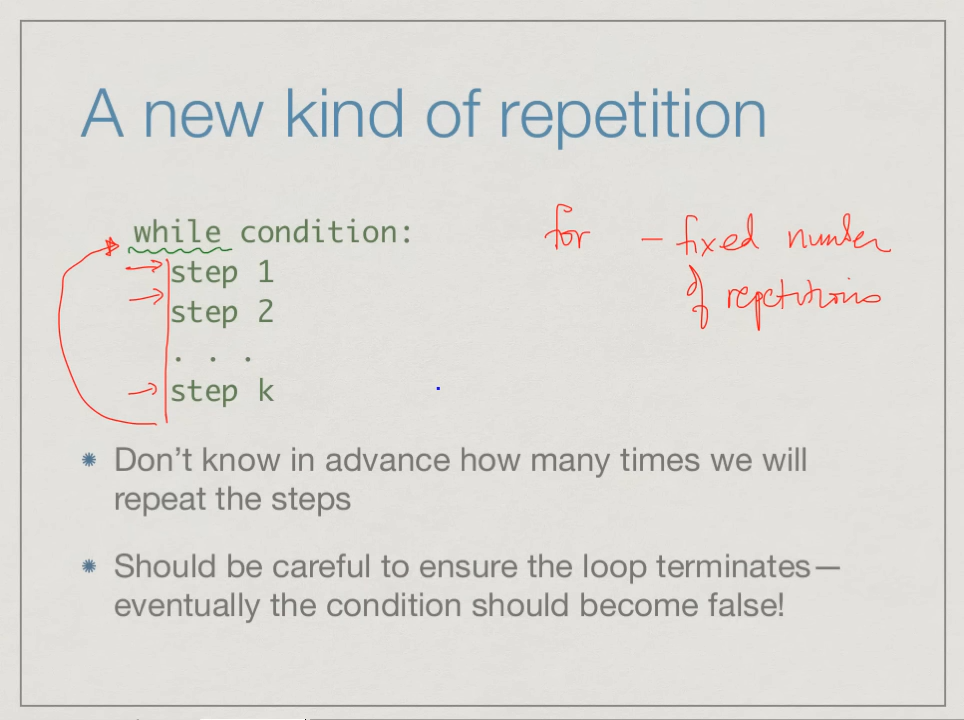 A new kind of repetition
while condition:
step 1
step 2
. . .
step k
for – fixed number
of repetitions
Don't know in advance how many times we will
repeat the steps
Should be careful to ensure the loop terminates—
eventually the condition should become false!